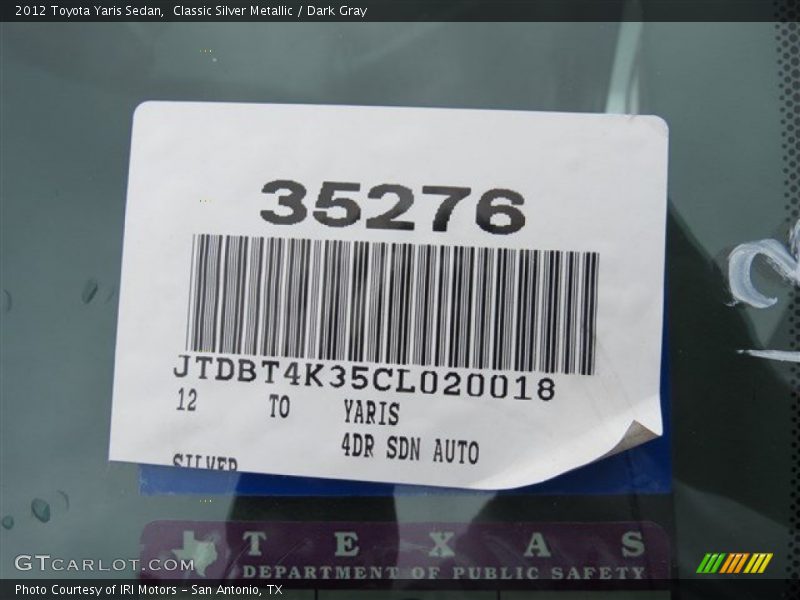 2012 Toyota Yaris Sedan,  Classic Silver Metallic / Dark Gray
35276
JTDBT4K35CL020018
12 TO YARIS
4DR SDN AUTO
SILVER
TEXAS
DEPARTMENT OF PUBLIC SAFETY
GTCARLOT.COM
Photo Courtesy of IRI Motors - San Antonio, TX